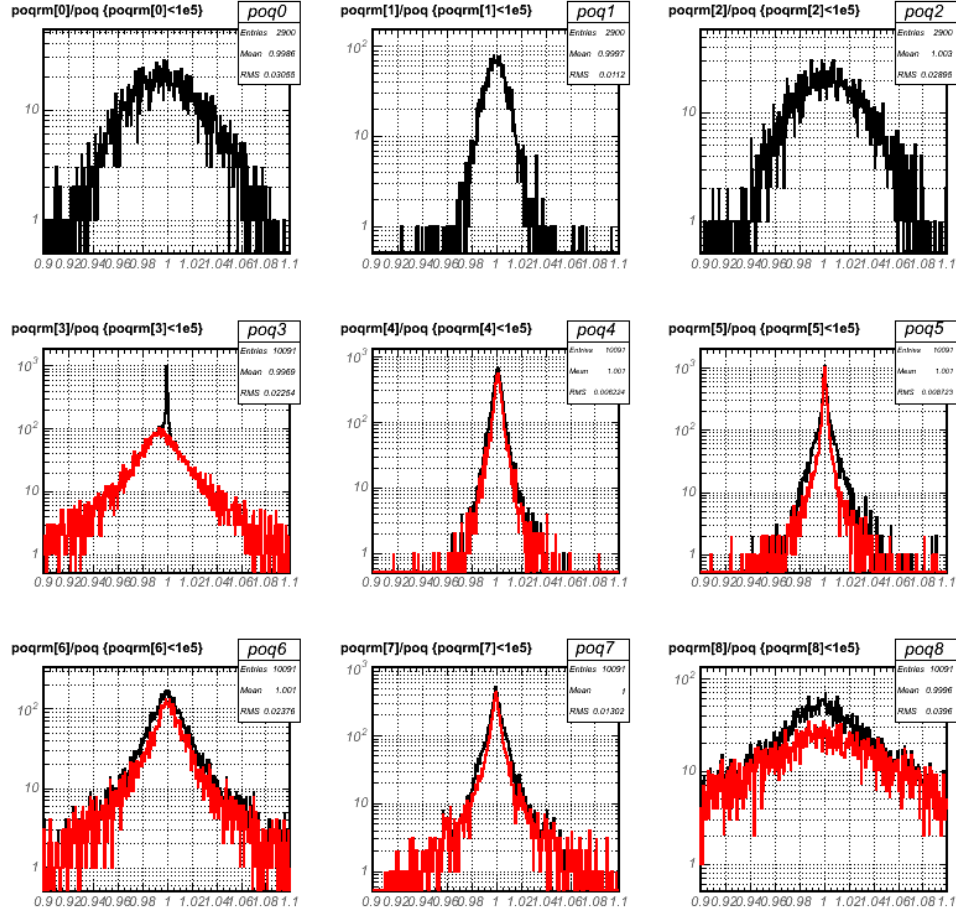 poqrm[0]/poq {poqrm[0]<1e5}
poq0
Entries 2900
Mean 0.9986
RMS 0.03055
10
1
0.9 0.92 0.94 0.96 0.98 1 1.02 1.04 1.06 1.08 1.1
poqrm[1]/poq {poqrm[1]<1e5}
poq1
Entries 2900
Mean 0.9997
RMS 0.0112
10²
10
1
0.9 0.92 0.94 0.96 0.98 1 1.02 1.04 1.06 1.08 1.1
poqrm[2]/poq {poqrm[2]<1e5}
poq2
Entries 2900
Mean 1.003
RMS 0.02895
10
1
0.9 0.92 0.94 0.96 0.98 1 1.02 1.04 1.06 1.08 1.1
poqrm[3]/poq {poqrm[3]<1e5}
poq3
Entries 10091
Mean 0.9969
RMS 0.02254
10³
10²
10
1
0.9 0.92 0.94 0.96 0.98 1 1.02 1.04 1.06 1.08 1.1
poqrm[4]/poq {poqrm[4]<1e5}
poq4
Entries 10091
Mean 1.001
RMS 0.008224
10³
10²
10
1
0.9 0.92 0.94 0.96 0.98 1 1.02 1.04 1.06 1.08 1.1
poqrm[5]/poq {poqrm[5]<1e5}
poq5
Entries 10091
Mean 1.001
RMS 0.008723
10³
10²
10
1
0.9 0.92 0.94 0.96 0.98 1 1.02 1.04 1.06 1.08 1.1
poqrm[6]/poq {poqrm[6]<1e5}
poq6
Entries 10091
Mean 1.001
RMS 0.02376
10²
10
1
0.9 0.92 0.94 0.96 0.98 1 1.02 1.04 1.06 1.08 1.1
poqrm[7]/poq {poqrm[7]<1e5}
poq7
Entries 10091
Mean 1
RMS 0.01302
10³
10²
10
1
0.9 0.92 0.94 0.96 0.98 1 1.02 1.04 1.06 1.08 1.1
poqrm[8]/poq {poqrm[8]<1e5}
poq8
Entries 10091
Mean 0.9996
RMS 0.0396
10²
10
1
0.9 0.92 0.94 0.96 0.98 1 1.02 1.04 1.06 1.08 1.1